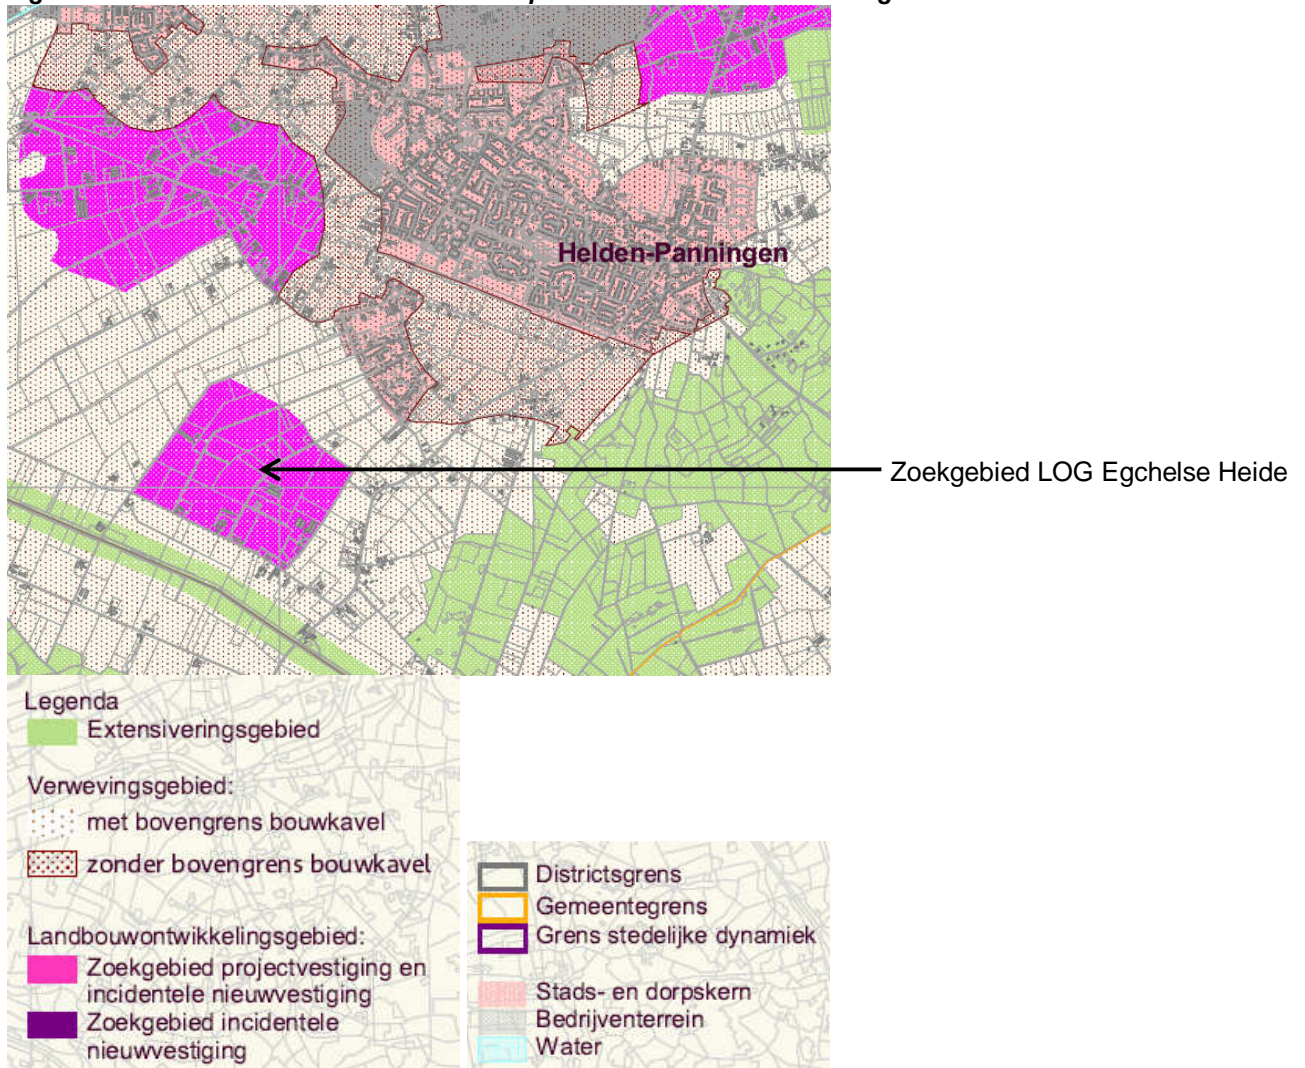 Helden-Panningen
Zoekgebied LOG Egchelse Heide
Legenda
Extensiveringsgebied
Verwevingsgebied:
met bovengrens bouwkavel
zonder bovengrens bouwkavel
Landbouwontwikkelingsgebied:
Zoekgebied projectvestiging en
incidentele nieuwvestiging
Zoekgebied incidentele
nieuwvestiging
Districtsgrens
Gemeentegrens
Grens stedelijke dynamiek
Stads- en dorpskern
Bedrijventerrein
Water